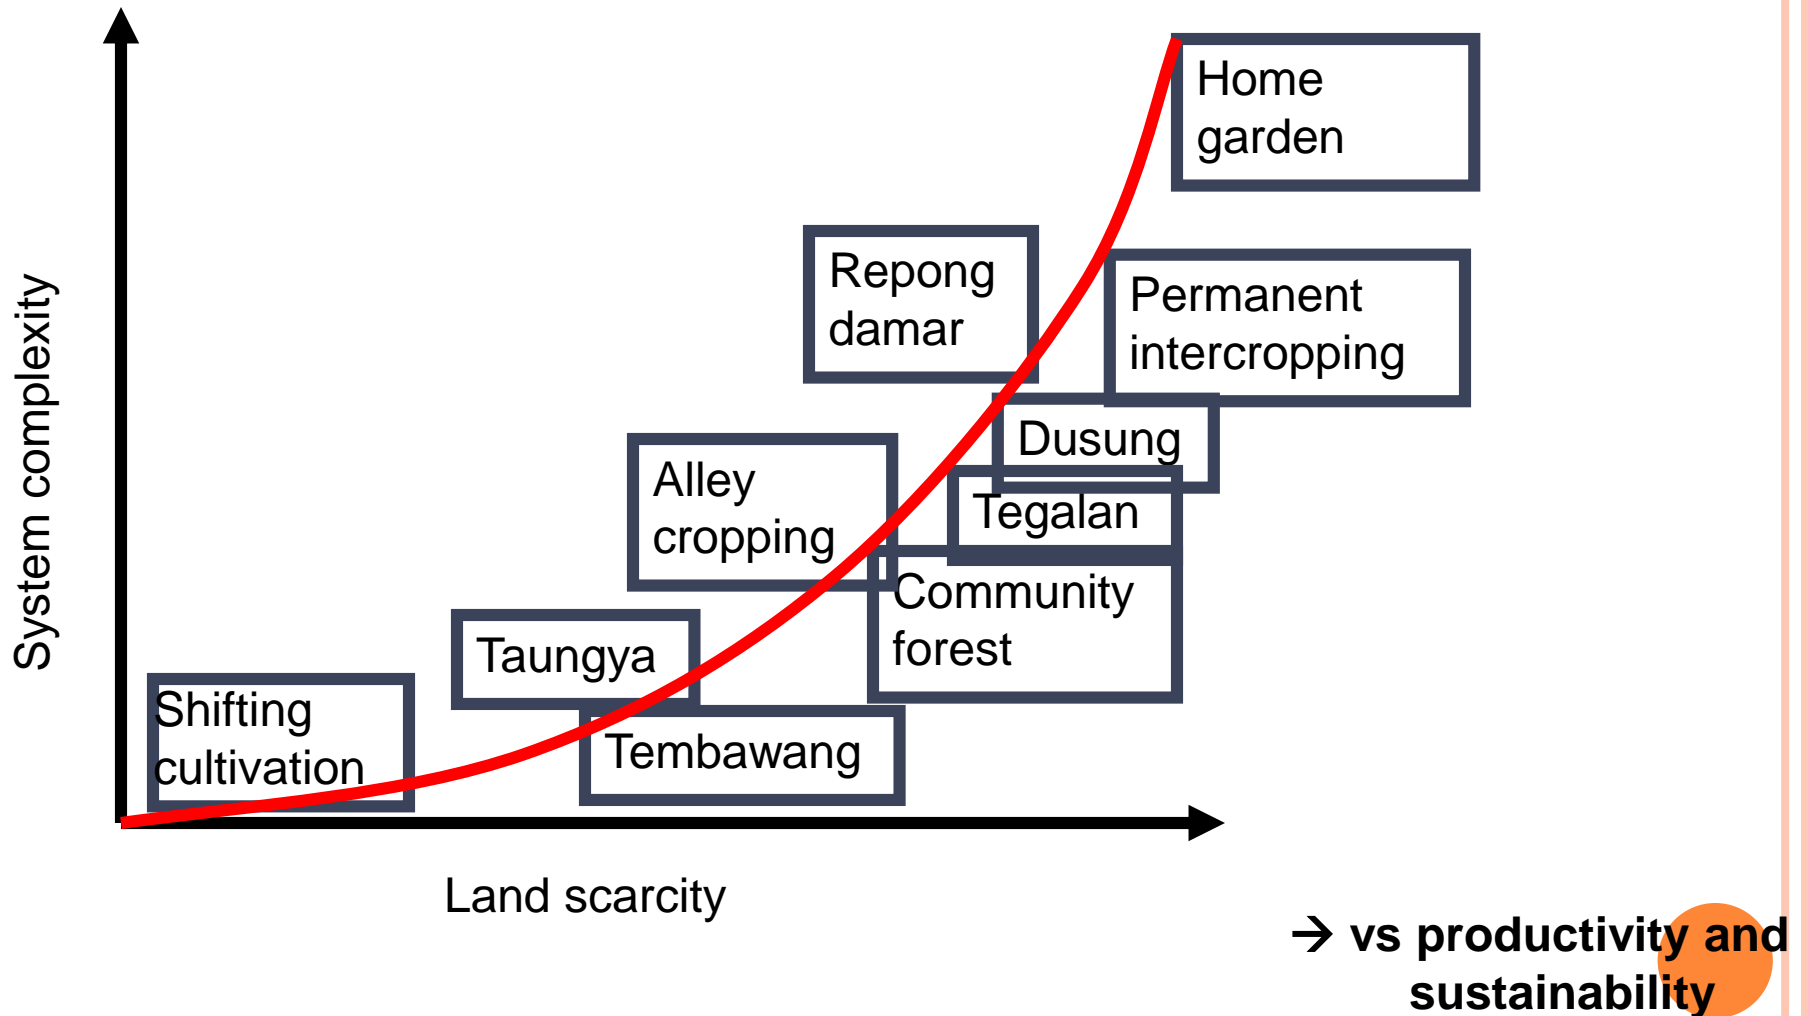 System complexity
Home
garden
Repong
damar
Permanent
intercropping
Dusung
Alley
cropping
Tegalan
Community
forest
Taungya
Shifting
cultivation
Tembawang
Land scarcity
→ vs productivity and
sustainability